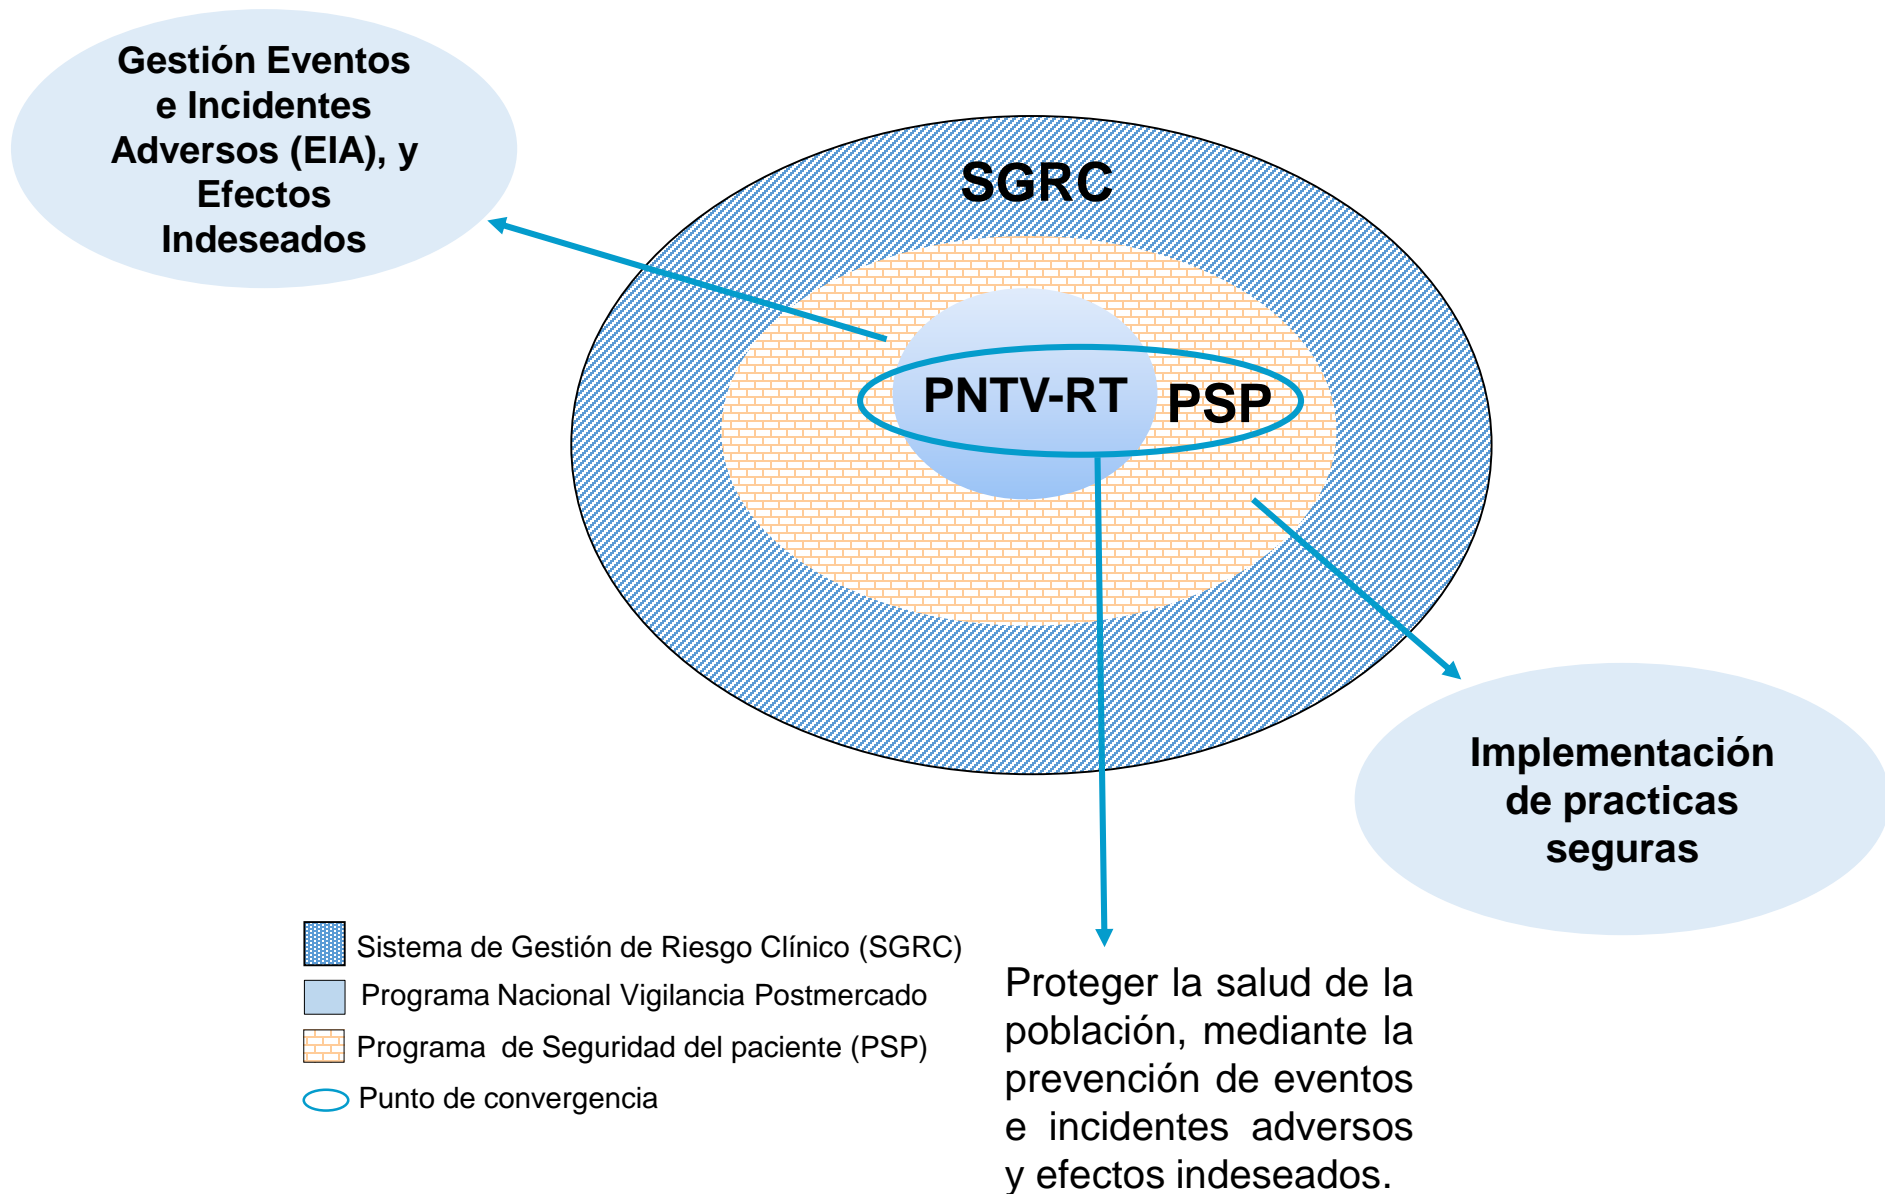 Gestión Eventos
e Incidentes
Adversos (EIA), y
Efectos
Indeseados
SGRC
PNTV-RT
PSP
Implementación
de practicas
seguras
Sistema de Gestión de Riesgo Clínico (SGRC)
Programa Nacional Vigilancia Postmercado
Programa de Seguridad del paciente (PSP)
Punto de convergencia
Proteger la salud de la
población, mediante la
prevención de eventos
e incidentes adversos
y efectos indeseados.